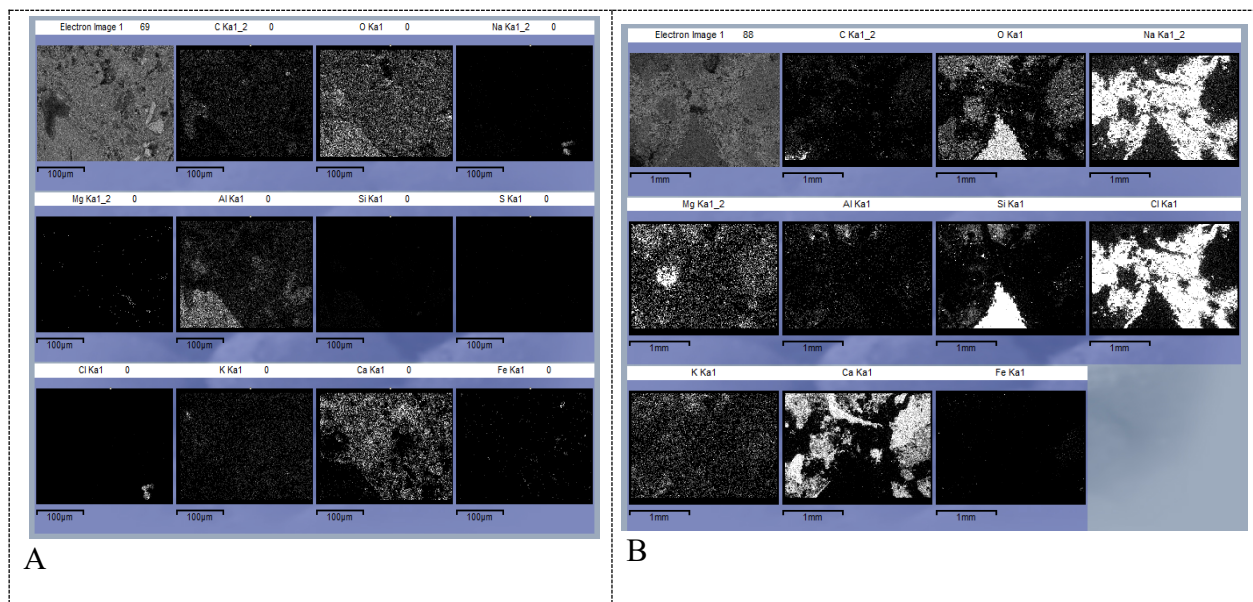 Electron Image 1 69 C Ka1_2 0 O Ka1 0 Na Ka1_2 0
100µm 100µm 100µm 100µm
Mg Ka1_2 0 Al Ka1 0 Si Ka1 0 S Ka1 0
100µm 100µm 100µm 100µm
Cl Ka1 0 K Ka1 0 Ca Ka1 0 Fe Ka1 0
100µm 100µm 100µm 100µm
A
Electron Image 1 88 C Ka1_2 O Ka1 Na Ka1_2
1mm 1mm 1mm 1mm
Mg Ka1_2 Al Ka1 Si Ka1 Cl Ka1
1mm 1mm 1mm 1mm
K Ka1 Ca Ka1 Fe Ka1
1mm 1mm 1mm
B